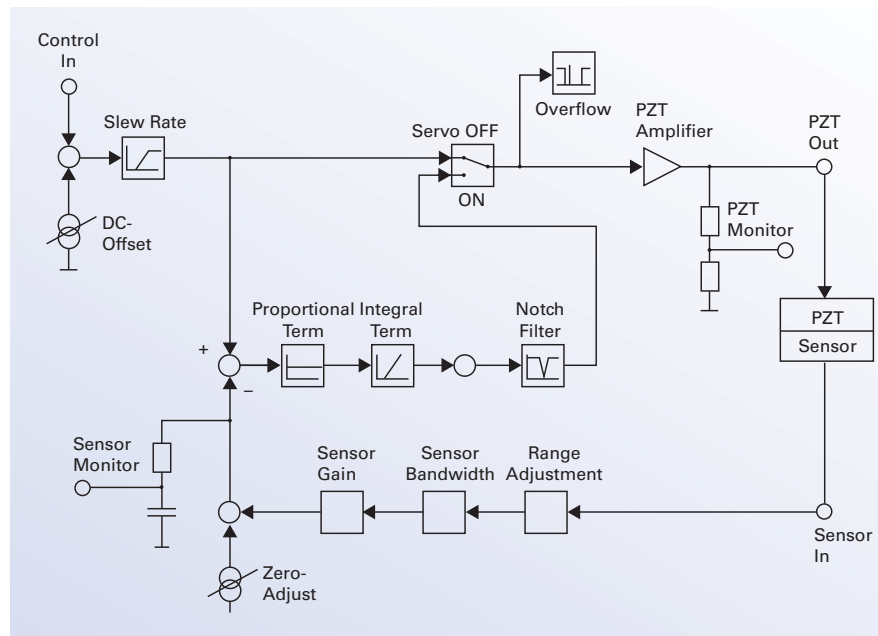 Control
In
Slew Rate
DC-
Offset
Servo OFF
ON
Overflow
PZT
Amplifier
PZT
Out
PZT
Monitor
PZT
Sensor
Proportional
Term
Integral
Term
Notch
Filter
+
–
Sensor
Monitor
Sensor
Gain
Sensor
Bandwidth
Range
Adjustment
Sensor
In
Zero-
Adjust